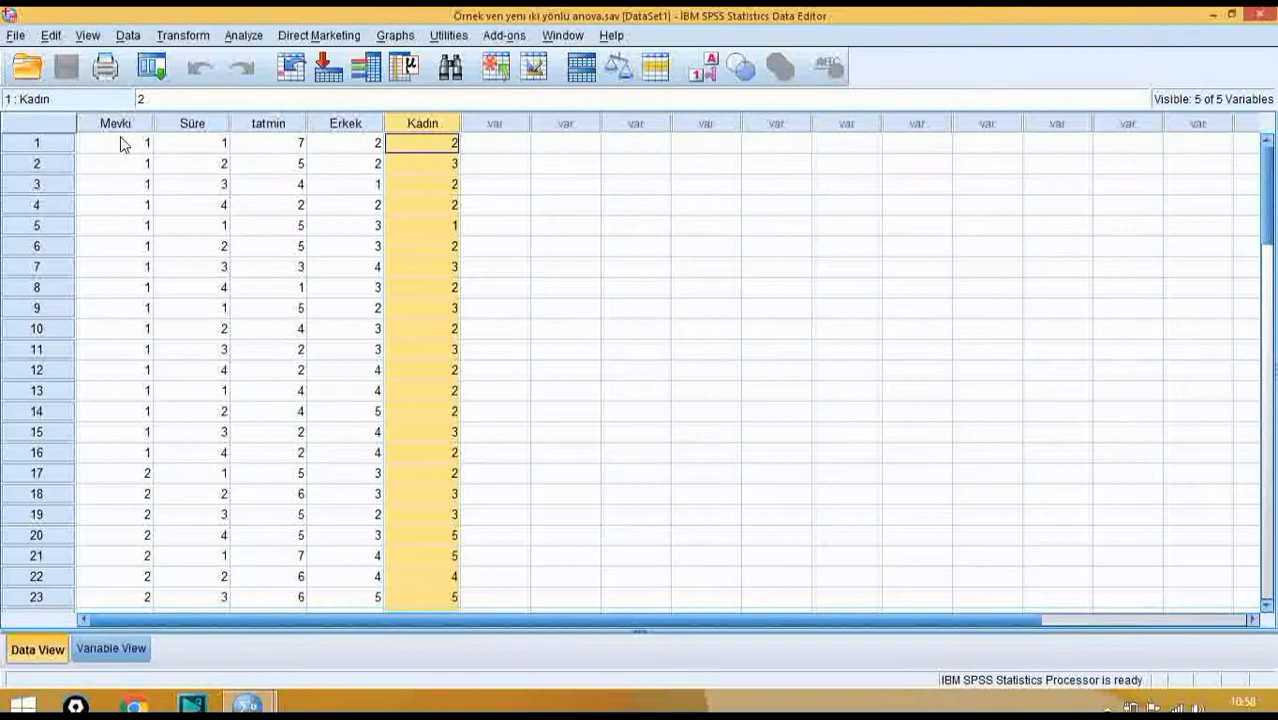 Örnek veri yeni iki yönlü anova.sav [DataSet1] - IBM SPSS Statistics Data Editor
File Edit View Data Transform Analyze Direct Marketing Graphs Utilities Add-ons Window Help
1 : Kadın 2 Visible: 5 of 5 Variables
Mevki Süre tatmin Erkek Kadın var var var var var var var var var var var
1 1 1 7 2 2
2 1 2 5 2 3
3 1 3 4 1 2
4 1 4 2 2 2
5 1 1 5 3 1
6 1 2 5 3 2
7 1 3 3 4 3
8 1 4 1 3 2
9 1 1 5 2 3
10 1 2 4 3 2
11 1 3 2 3 3
12 1 4 2 4 2
13 1 1 4 4 2
14 1 2 4 5 2
15 1 3 2 4 3
16 1 4 2 4 2
17 2 1 5 3 2
18 2 2 6 3 3
19 2 3 5 2 3
20 2 4 5 3 5
21 2 1 7 4 5
22 2 2 6 4 4
23 2 3 6 5 5
Data View Variable View
IBM SPSS Statistics Processor is ready
10:58